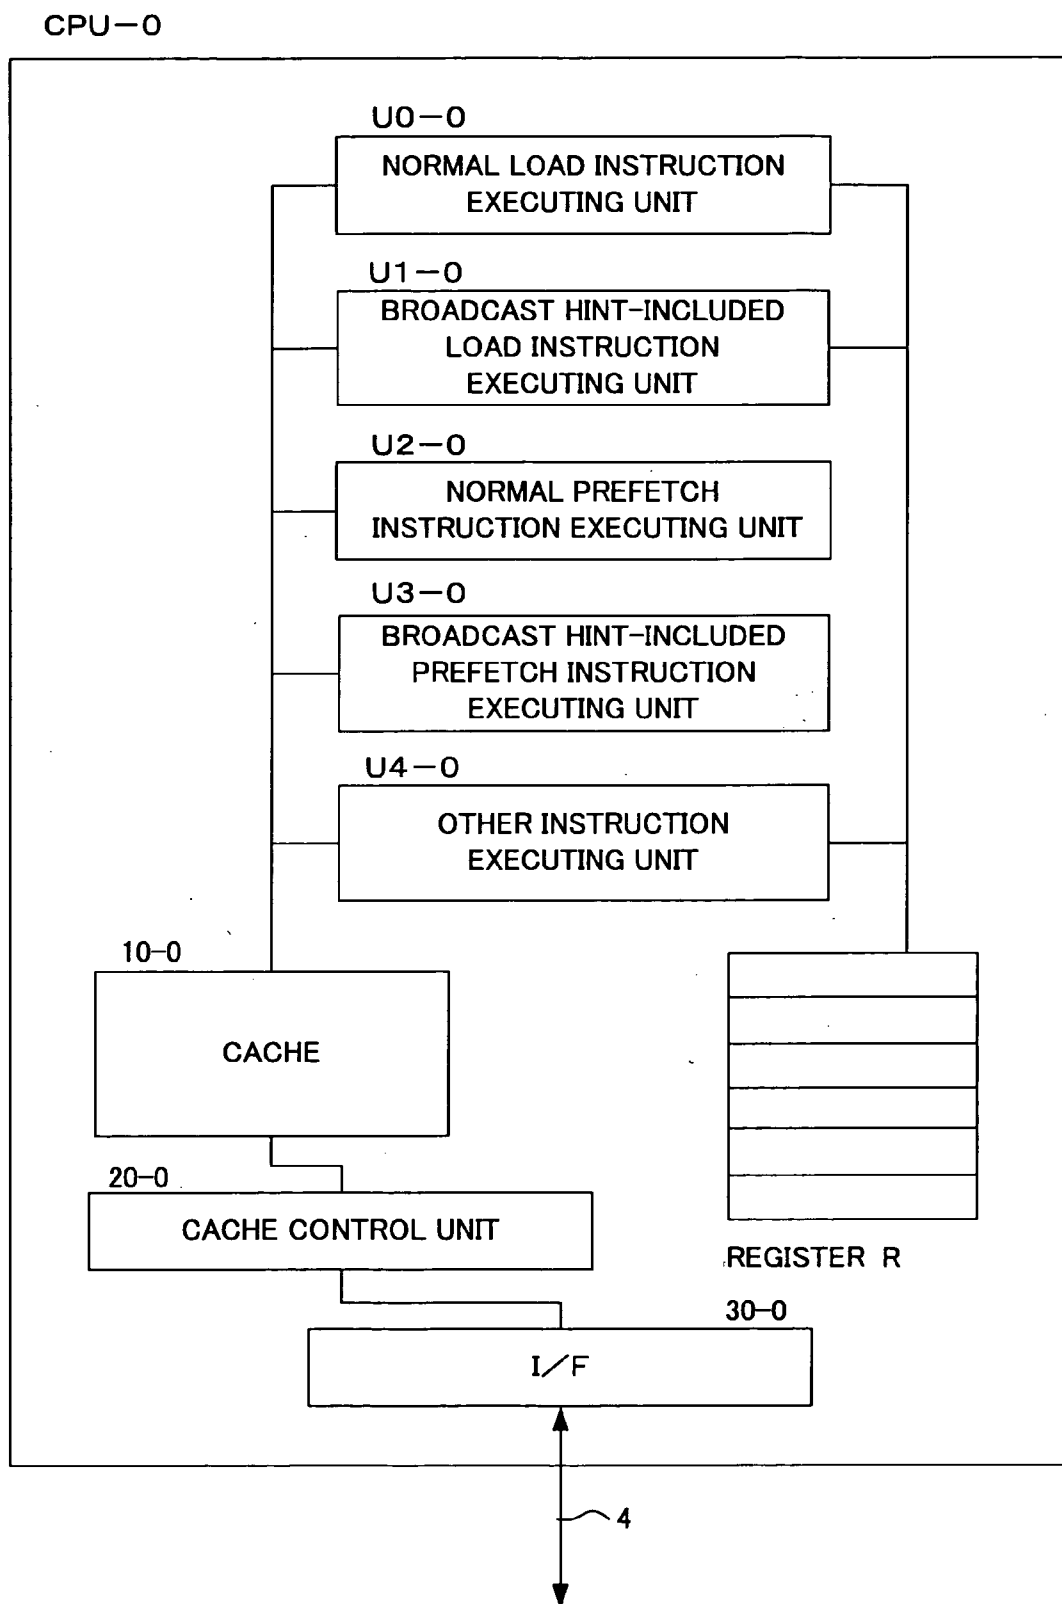 CPU-0
U0-0
NORMAL LOAD INSTRUCTION
EXECUTING UNIT
U1-0
BROADCAST HINT-INCLUDED
LOAD INSTRUCTION
EXECUTING UNIT
U2-0
NORMAL PREFETCH
INSTRUCTION EXECUTING UNIT
U3-0
BROADCAST HINT-INCLUDED
PREFETCH INSTRUCTION
EXECUTING UNIT
U4-0
OTHER INSTRUCTION
EXECUTING UNIT
10-0
CACHE
20-0
CACHE CONTROL UNIT
REGISTER R
30-0
I/F
4